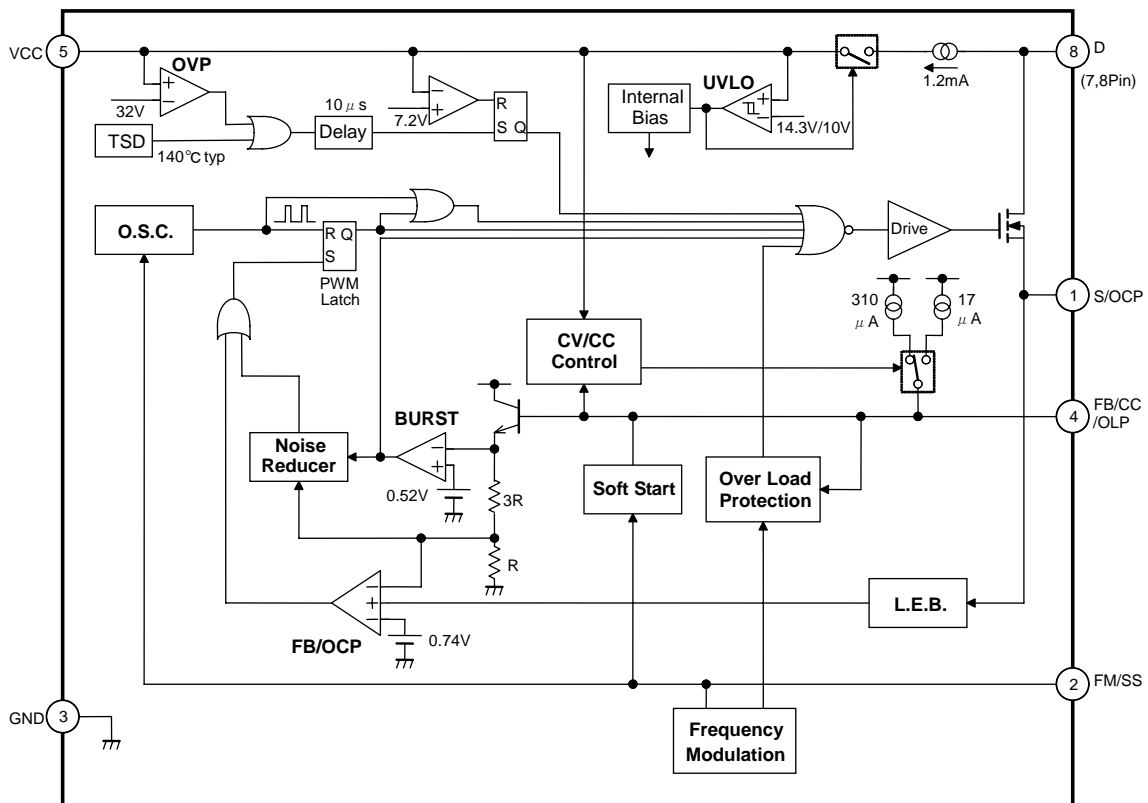 VCC
5
OVP
32V
TSD
140℃ typ
10μs
Delay
7.2V
R
S Q
Internal
Bias
UVLO
14.3V/10V
1.2mA
8
D
(7,8Pin)
O.S.C.
R Q
S
PWM
Latch
Drive
310
μA
17
μA
1
S/OCP
CV/CC
Control
4
FB/CC
/OLP
BURST
Noise
Reducer
0.52V
3R
R
Soft Start
Over Load
Protection
L.E.B.
FB/OCP
0.74V
2
FM/SS
GND
3
Frequency
Modulation